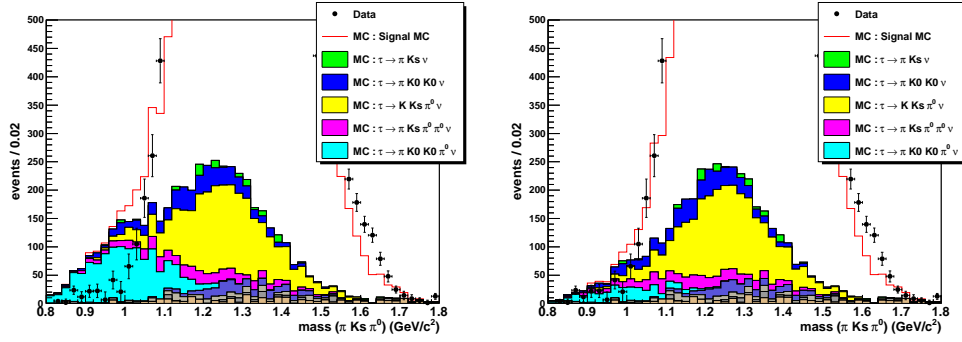 500
450
400
350
300
250
200
150
100
50
0
events / 0.02
0.8 0.9 1 1.1 1.2 1.3 1.4 1.5 1.6 1.7 1.8
mass (π Ks π⁰) (GeV/c²)
Data
MC : Signal MC
MC : τ → π Ks ν
MC : τ → π K0 K0 ν
MC : τ → K Ks π⁰ ν
MC : τ → π Ks π⁰ π⁰ ν
MC : τ → π K0 K0 π⁰ ν
500
450
400
350
300
250
200
150
100
50
0
events / 0.02
0.8 0.9 1 1.1 1.2 1.3 1.4 1.5 1.6 1.7 1.8
mass (π Ks π⁰) (GeV/c²)
Data
MC : Signal MC
MC : τ → π Ks ν
MC : τ → π K0 K0 ν
MC : τ → K Ks π⁰ ν
MC : τ → π Ks π⁰ π⁰ ν
MC : τ → π K0 K0 π⁰ ν